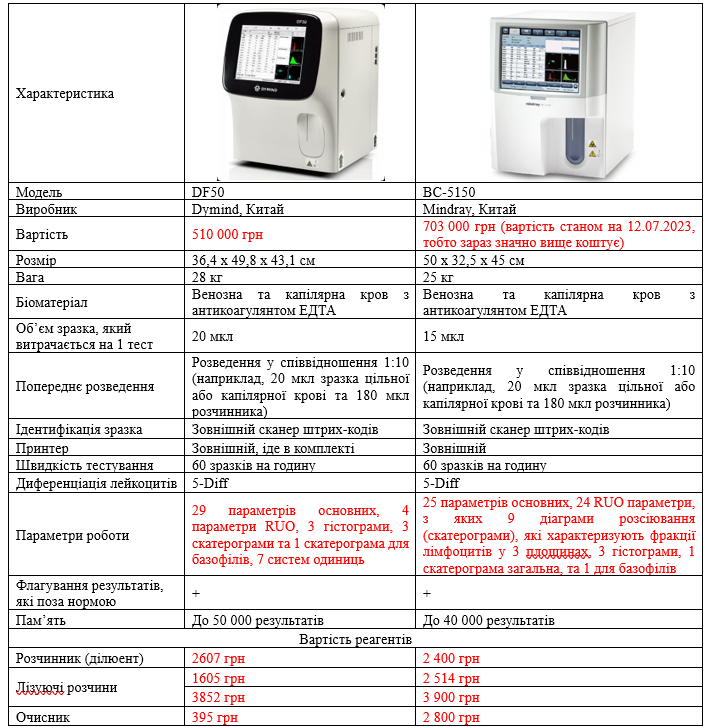 DF50
DYMIND
mindray
Характеристика
Модель DF50 BC-5150
Виробник Dymind, Китай Mindray, Китай
Вартість 510 000 грн 703 000 грн (вартість станом на 12.07.2023,
тобто зараз значно вище коштує)
Розмір 36,4 х 49,8 х 43,1 см 50 х 32,5 х 45 см
Вага 28 кг 25 кг
Біоматеріал
Венозна та капілярна кров з
антикоагулянтом ЕДТА
Венозна та капілярна кров з
антикоагулянтом ЕДТА
Об’єм зразка, який
витрачається на 1 тест
20 мкл 15 мкл
Попереднє розведення
Розведення у співвідношення 1:10
(наприклад, 20 мкл зразка цільної
або капілярної крові та 180 мкл
розчинника)
Розведення у співвідношення 1:10
(наприклад, 20 мкл зразка цільної або
капілярної крові та 180 мкл розчинника)
Ідентифікація зразка Зовнішній сканер штрих-кодів Зовнішній сканер штрих-кодів
Принтер Зовнішній, іде в комплекті Зовнішній
Швидкість тестування 60 зразків на годину 60 зразків на годину
Диференціація лейкоцитів 5-Diff 5-Diff
Параметри роботи
29 параметрів основних, 4
параметри RUO, 3 гістограми, 3
скатерограми та 1 скатерограма для
базофілів, 7 систем одиниць
25 параметрів основних, 24 RUO параметри,
з яких 9 діаграми розсіювання
(скатерограми), які характеризують фракції
лімфоцитів у 3 площинах, 3 гістограми, 1
скатерограма загальна, та 1 для базофілів
Флагування результатів,
які поза нормою
+ +
Пам’ять До 50 000 результатів До 40 000 результатів
Вартість реагентів
Розчинник (ділюент) 2607 грн 2 400 грн
Лізуючі розчини
1605 грн 2 514 грн
3852 грн 3 900 грн
Очисник 395 грн 2 800 грн